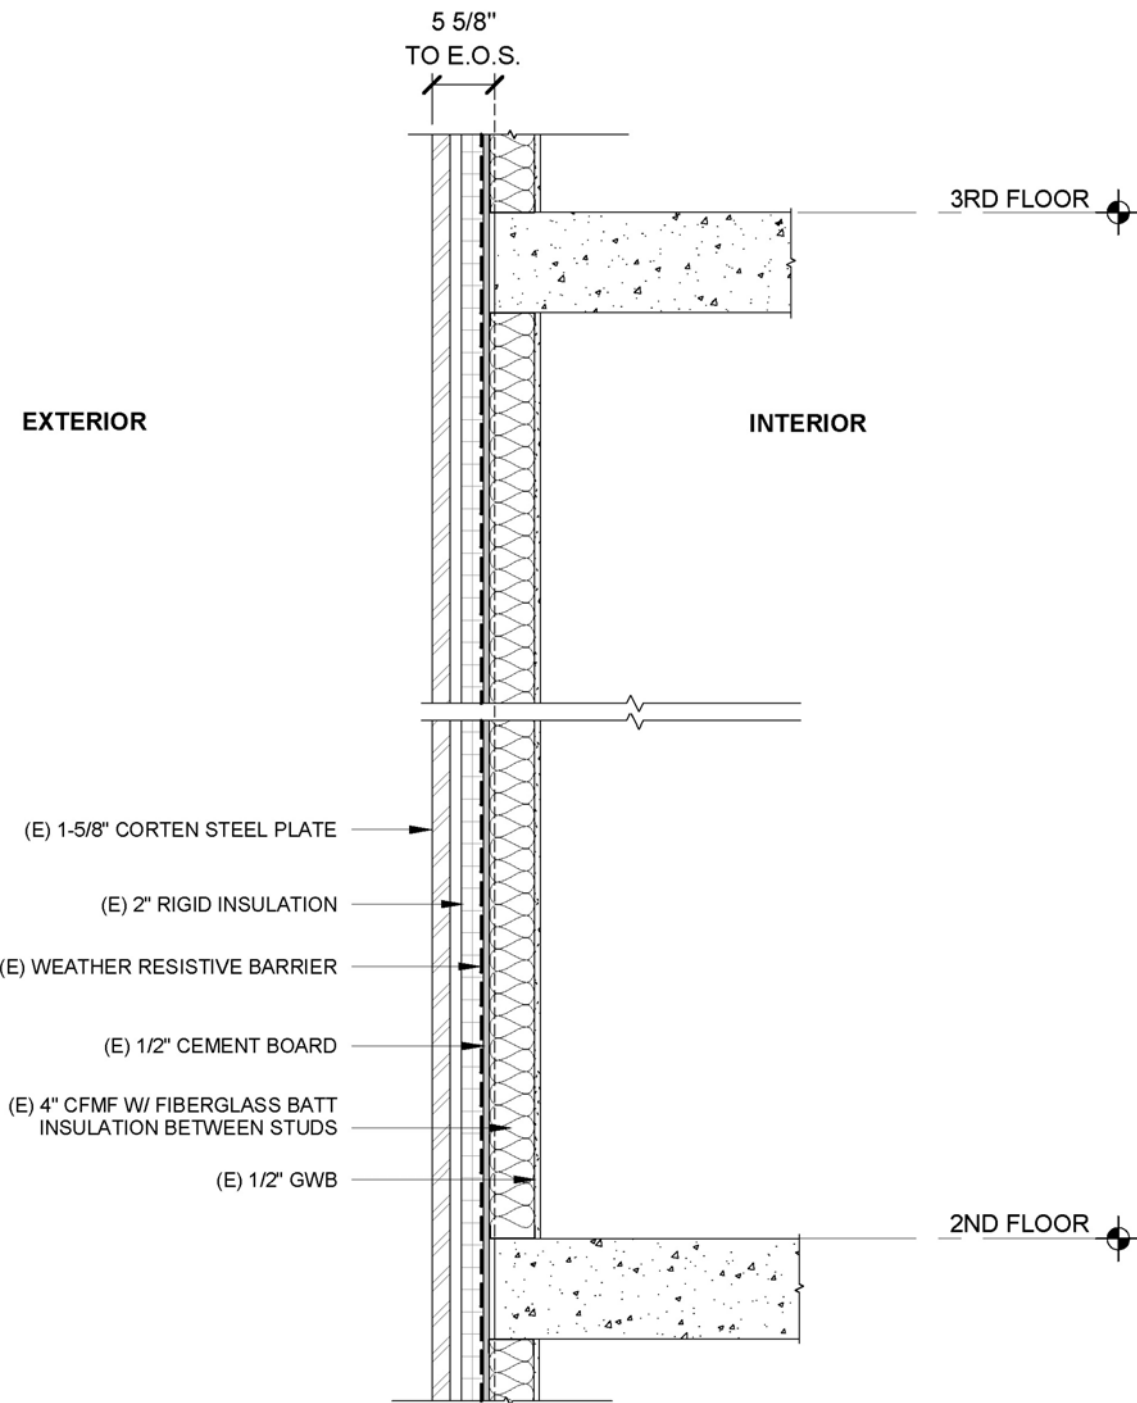 5 5/8"
TO E.O.S.
3RD FLOOR
EXTERIOR
INTERIOR
(E) 1-5/8" CORTEN STEEL PLATE
(E) 2" RIGID INSULATION
(E) WEATHER RESISTIVE BARRIER
(E) 1/2" CEMENT BOARD
(E) 4" CFMF W/ FIBERGLASS BATT
INSULATION BETWEEN STUDS
(E) 1/2" GWB
2ND FLOOR